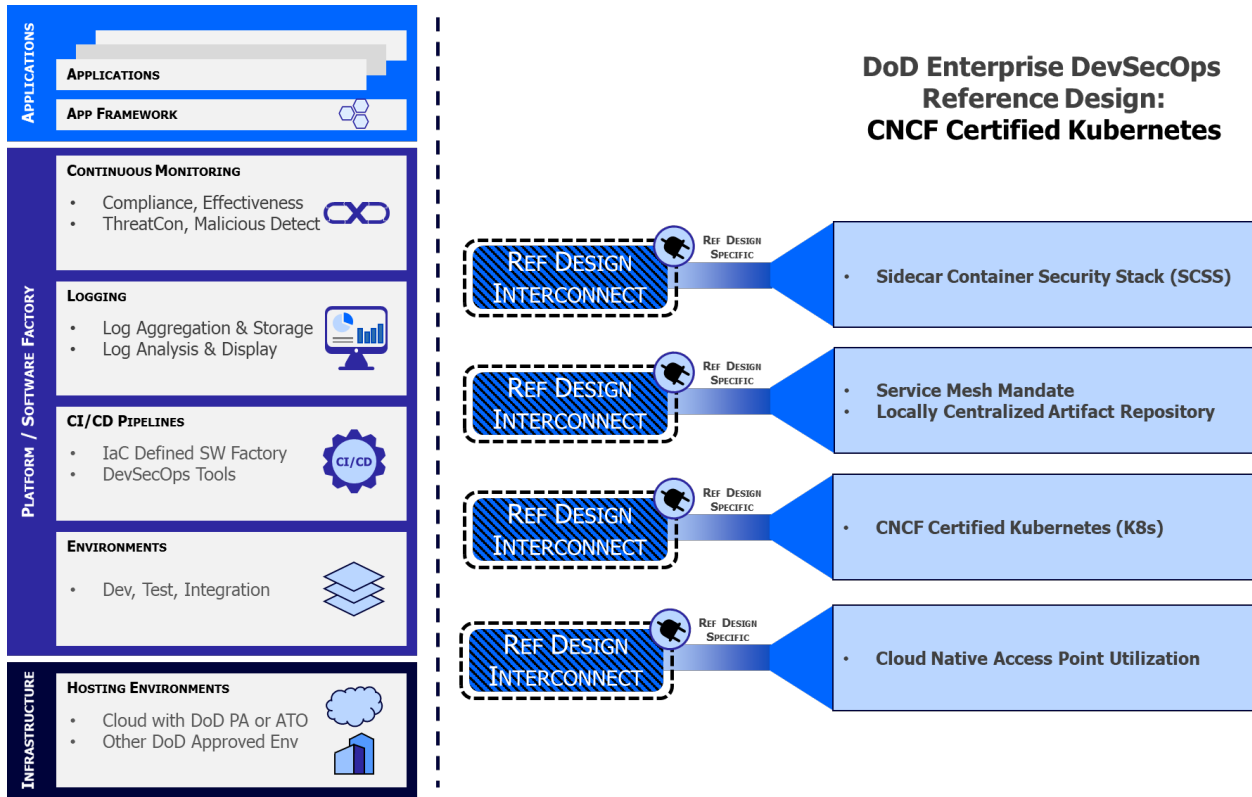 APPLICATIONS
APPLICATIONS
APP FRAMEWORK
PLATFORM / SOFTWARE FACTORY
CONTINUOUS MONITORING
• Compliance, Effectiveness
• ThreatCon, Malicious Detect
LOGGING
• Log Aggregation & Storage
• Log Analysis & Display
CI/CD PIPELINES
• IaC Defined SW Factory
• DevSecOps Tools
CI/CD
ENVIRONMENTS
• Dev, Test, Integration
INFRASTRUCTURE
HOSTING ENVIRONMENTS
• Cloud with DoD PA or ATO
• Other DoD Approved Env
DoD Enterprise DevSecOps
Reference Design:
CNCF Certified Kubernetes
REF DESIGN
INTERCONNECT
REF DESIGN
SPECIFIC
• Sidecar Container Security Stack (SCSS)
REF DESIGN
INTERCONNECT
REF DESIGN
SPECIFIC
• Service Mesh Mandate
• Locally Centralized Artifact Repository
REF DESIGN
INTERCONNECT
REF DESIGN
SPECIFIC
• CNCF Certified Kubernetes (K8s)
REF DESIGN
INTERCONNECT
REF DESIGN
SPECIFIC
• Cloud Native Access Point Utilization